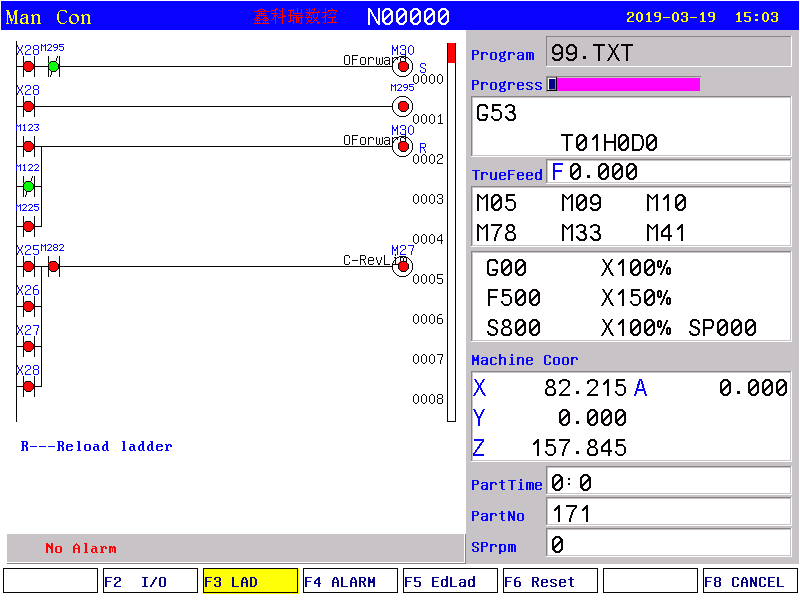 Man Con 鑫科瑞数控 N00000 2019-03-19 15:03
X28 M295 OForward M30 S
0000
X28 M295
0001
M123 OForward M30 R
0002
M122
0003
M225
0004
X25 M282 C-RevLim M27
0005
X26
0006
X27
0007
X28
0008
R---Reload ladder
No Alarm
Program 99.TXT
Progress
G53
T01H0D0
TrueFeed F 0.000
M05 M09 M10
M78 M33 M41
G00 X100%
F500 X150%
S800 X100% SP000
Machine Coor
X 82.215 A 0.000
Y 0.000
Z 157.845
PartTime 0:0
PartNo 171
SPrpm 0
F2 I/O F3 LAD F4 ALARM F5 EdLad F6 Reset F8 CANCEL